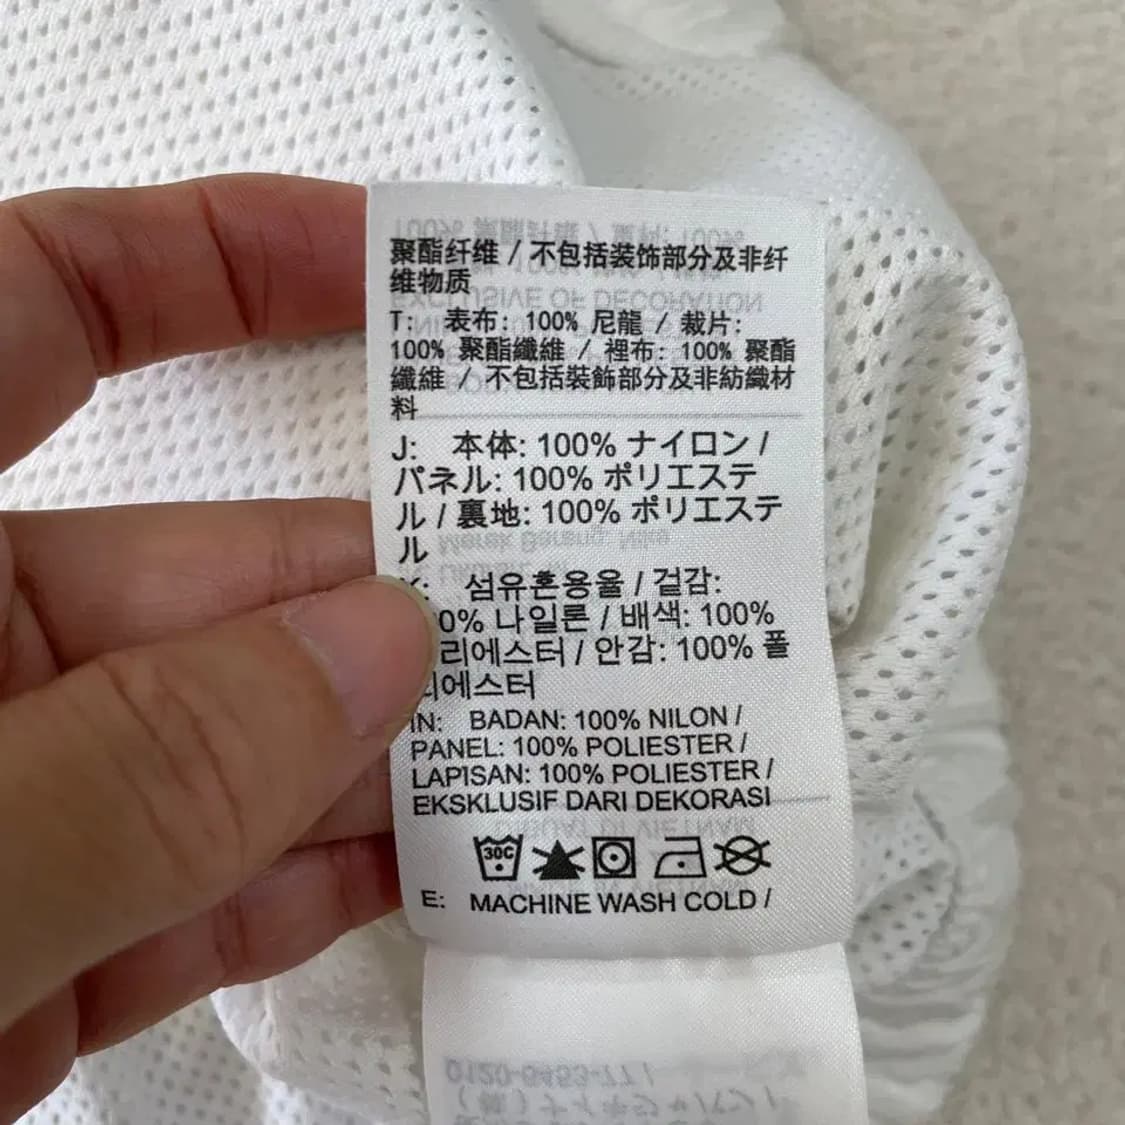 聚酯纤维 / 不包括装饰部分及非纤
维物质
T: 表布: 100% 尼龍 / 裁片:
100% 聚酯纖維 / 裡布: 100% 聚酯
纖維 / 不包括裝飾部分及非紡織材
料
J: 本体: 100% ナイロン /
パネル: 100% ポリエステ
ル / 裏地: 100% ポリエステ
ル
섬유혼용율 / 겉감:
0% 나일론 / 배색: 100%
리에스터 / 안감: 100% 폴
리에스터
IN: BADAN: 100% NILON /
PANEL: 100% POLIESTER /
LAPISAN: 100% POLIESTER /
EKSKLUSIF DARI DEKORASI
30C
E: MACHINE WASH COLD /